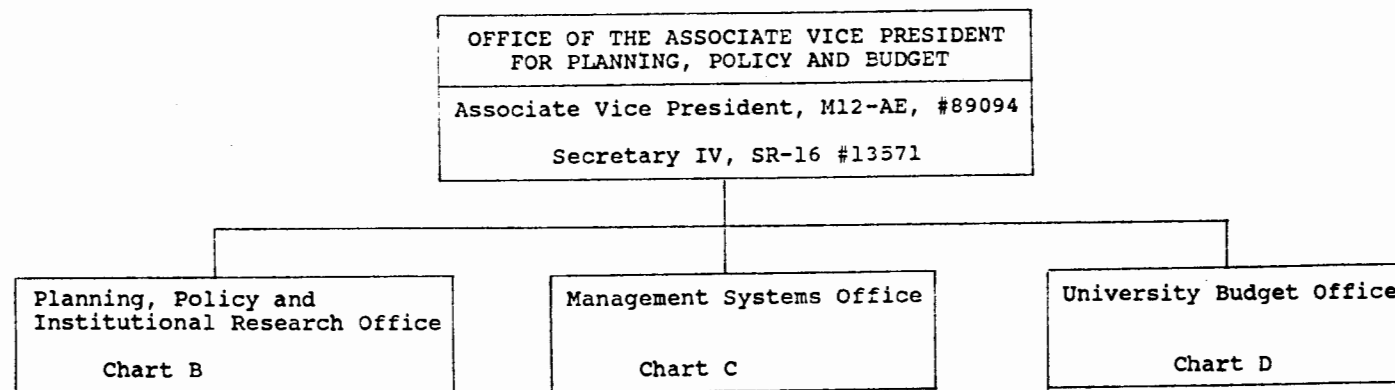 OFFICE OF THE ASSOCIATE VICE PRESIDENT
FOR PLANNING, POLICY AND BUDGET
Associate Vice President, M12-AE, #89094
Secretary IV, SR-16 #13571
Planning, Policy and
Institutional Research Office
Chart B
Management Systems Office
Chart C
University Budget Office
Chart D